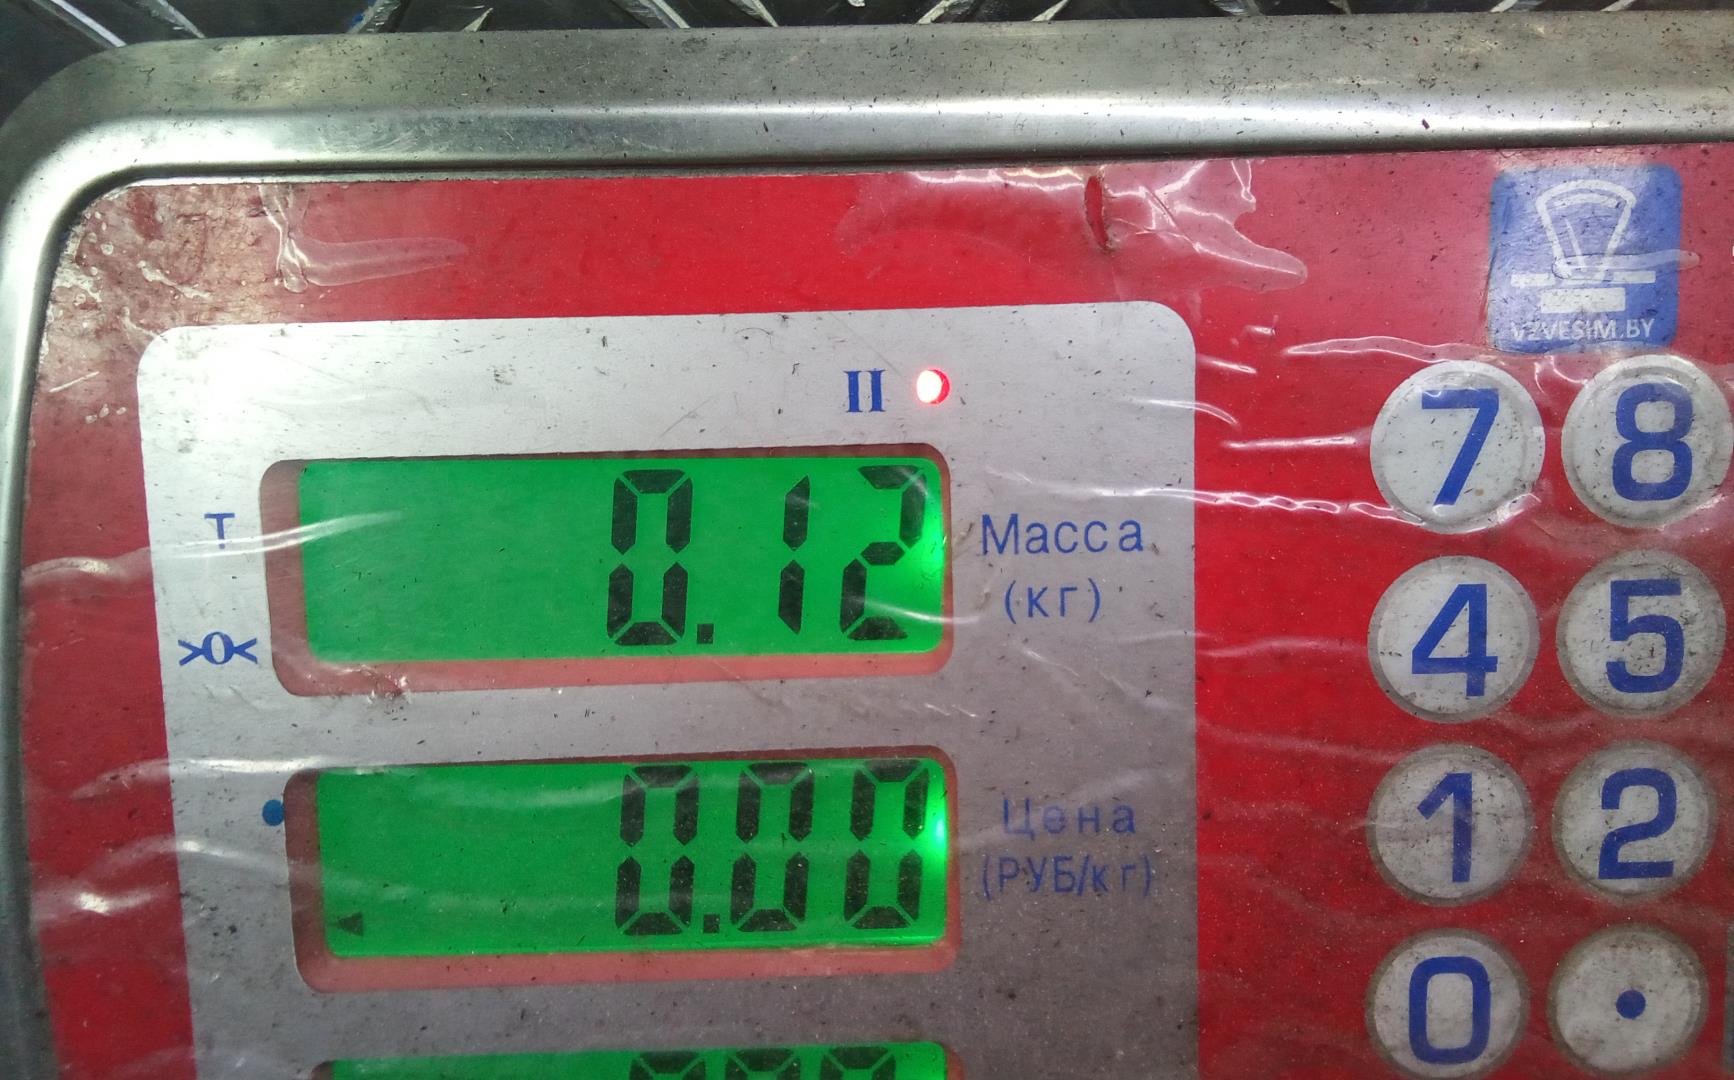 VZVESIM.BY
II
7 8
T
0.12
Масса
(кг)
>0<
4 5
0.00
Цена
(РУБ/кг)
1 2
0 .